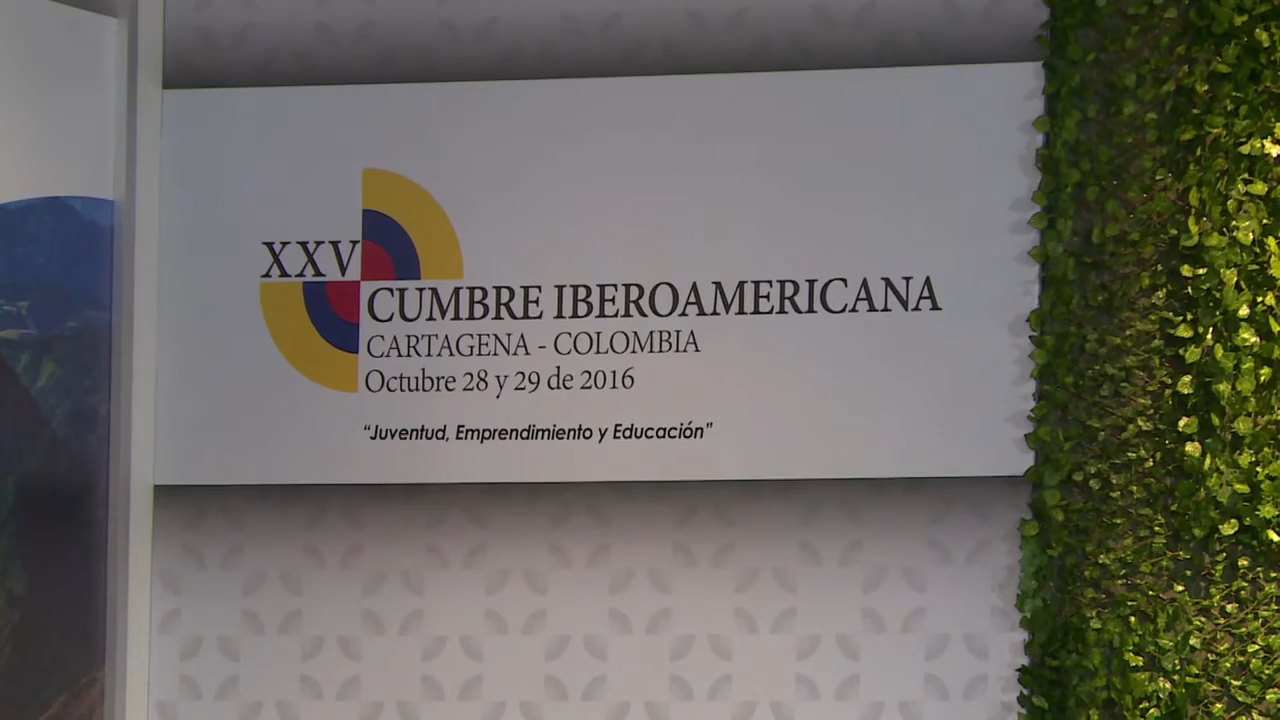 XXV
CUMBRE IBEROAMERICANA
CARTAGENA - COLOMBIA
Octubre 28 y 29 de 2016
“Juventud, Emprendimiento y Educación”